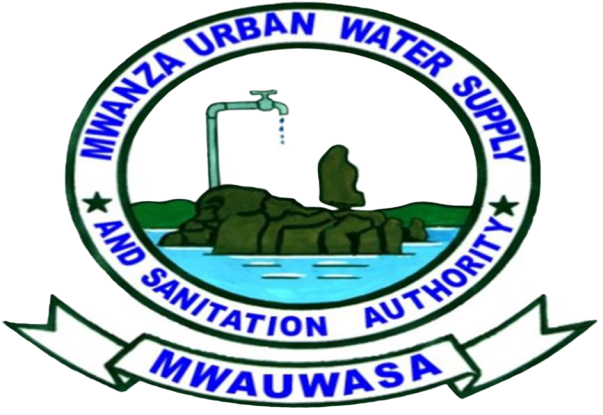 MWANZA URBAN WATER SUPPLY
AND SANITATION AUTHORITY
MWAUWASA